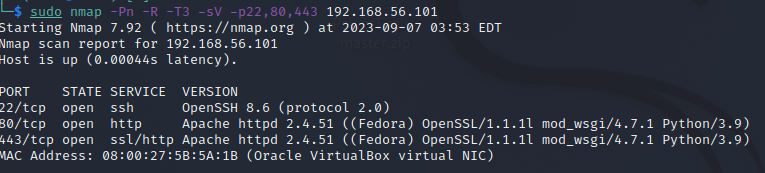 └─$ sudo nmap -Pn -R -T3 -sV -p22,80,443 192.168.56.101
Starting Nmap 7.92 ( https://nmap.org ) at 2023-09-07 03:53 EDT
Nmap scan report for 192.168.56.101
Host is up (0.00044s latency).
PORT    STATE SERVICE  VERSION
22/tcp  open  ssh      OpenSSH 8.6 (protocol 2.0)
80/tcp  open  http     Apache httpd 2.4.51 ((Fedora) OpenSSL/1.1.1l mod_wsgi/4.7.1 Python/3.9)
443/tcp open  ssl/http Apache httpd 2.4.51 ((Fedora) OpenSSL/1.1.1l mod_wsgi/4.7.1 Python/3.9)
MAC Address: 08:00:27:5B:5A:1B (Oracle VirtualBox virtual NIC)